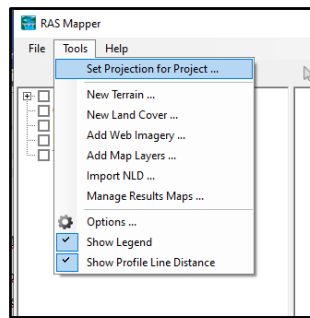 RAS Mapper
File Tools Help
Set Projection for Project ...
New Terrain ...
New Land Cover ...
Add Web Imagery ...
Add Map Layers ...
Import NLD ...
Manage Results Maps ...
Options ...
Show Legend
Show Profile Line Distance